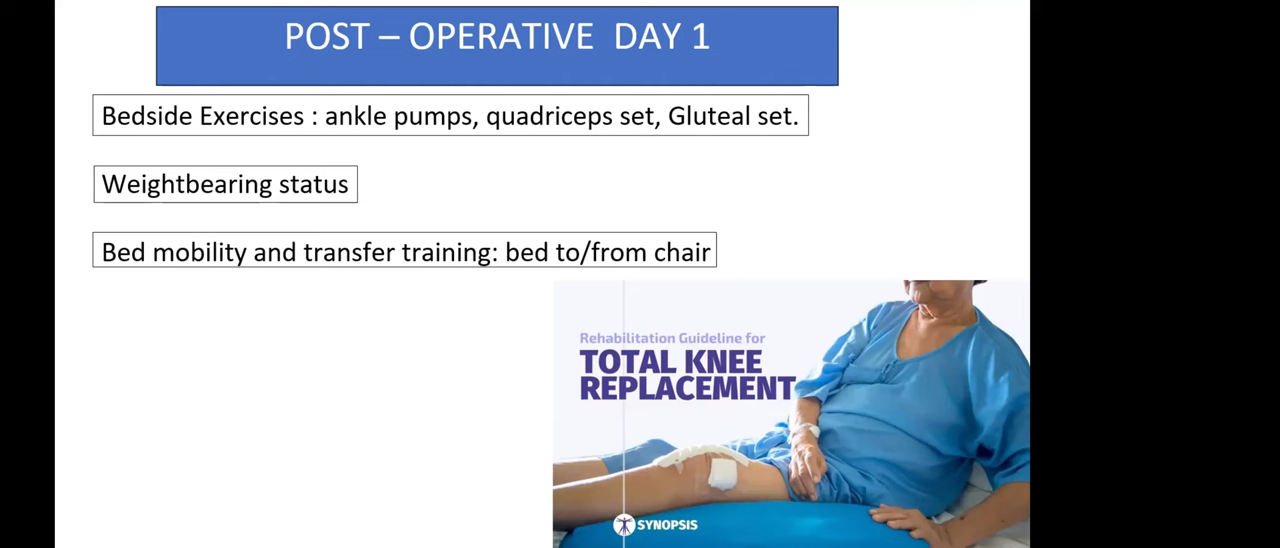 POST – OPERATIVE DAY 1
Bedside Exercises : ankle pumps, quadriceps set, Gluteal set.
Weightbearing status
Bed mobility and transfer training: bed to/from chair
Rehabilitation Guideline for
TOTAL KNEE
REPLACEMENT
SYNOPSIS